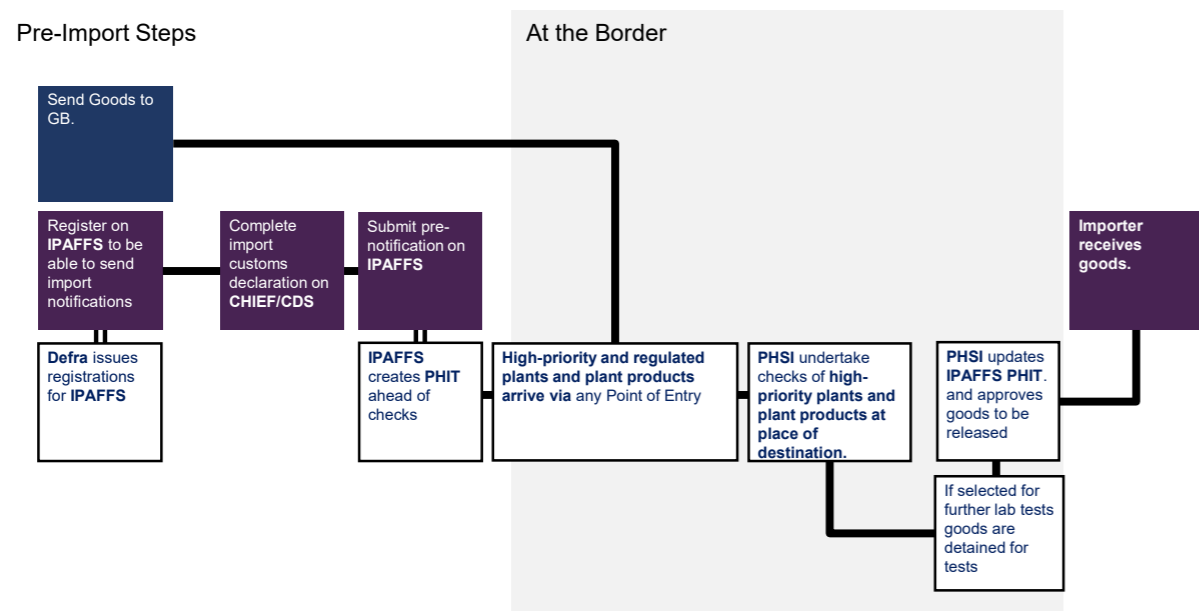 Pre-Import Steps
At the Border
Send Goods to
GB.
Register on
IPAFFS to be
able to send
import
notifications
Complete
import
customs
declaration on
CHIEF/CDS
Submit pre-
notification on
IPAFFS
Importer
receives
goods.
Defra issues
registrations
for IPAFFS
IPAFFS
creates PHIT
ahead of
checks
High-priority and regulated
plants and plant products
arrive via any Point of Entry
PHSI undertake
checks of high-
priority plants and
plant products at
place of
destination.
PHSI updates
IPAFFS PHIT.
and approves
goods to be
released
If selected for
further lab tests
goods are
detained for
tests